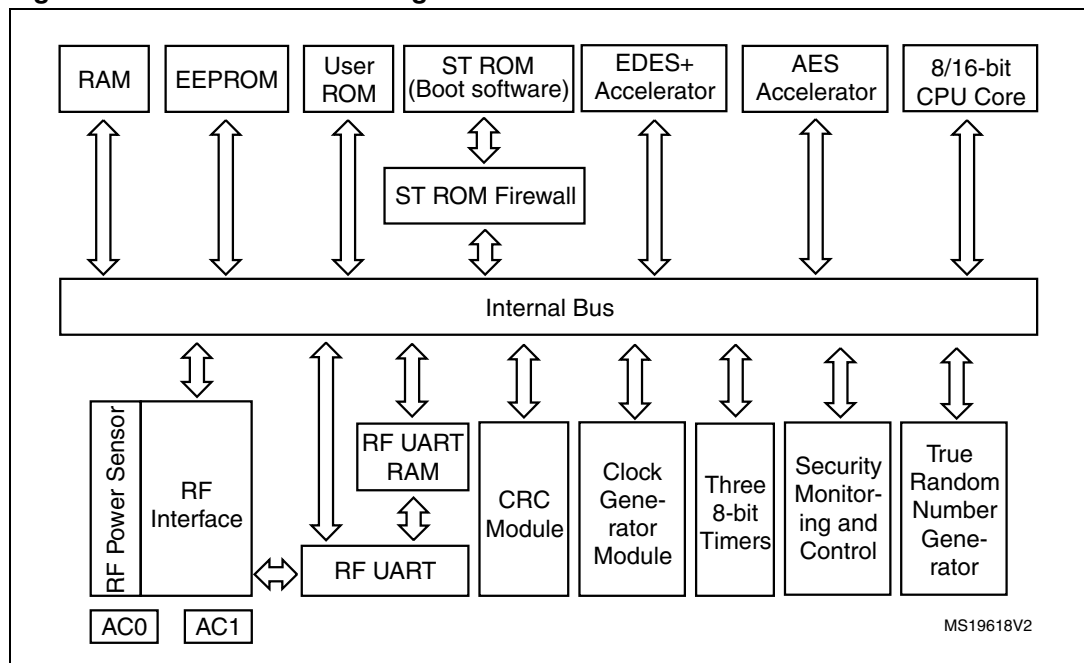 RAM
EEPROM
User
ROM
ST ROM
(Boot software)
EDES+
Accelerator
AES
Accelerator
8/16-bit
CPU Core
ST ROM Firewall
Internal Bus
RF Power Sensor
RF
Interface
RF UART
RAM
RF UART
CRC
Module
Clock
Gene-
rator
Module
Three
8-bit
Timers
Security
Monitor-
ing and
Control
True
Random
Number
Gene-
rator
AC0
AC1
MS19618V2